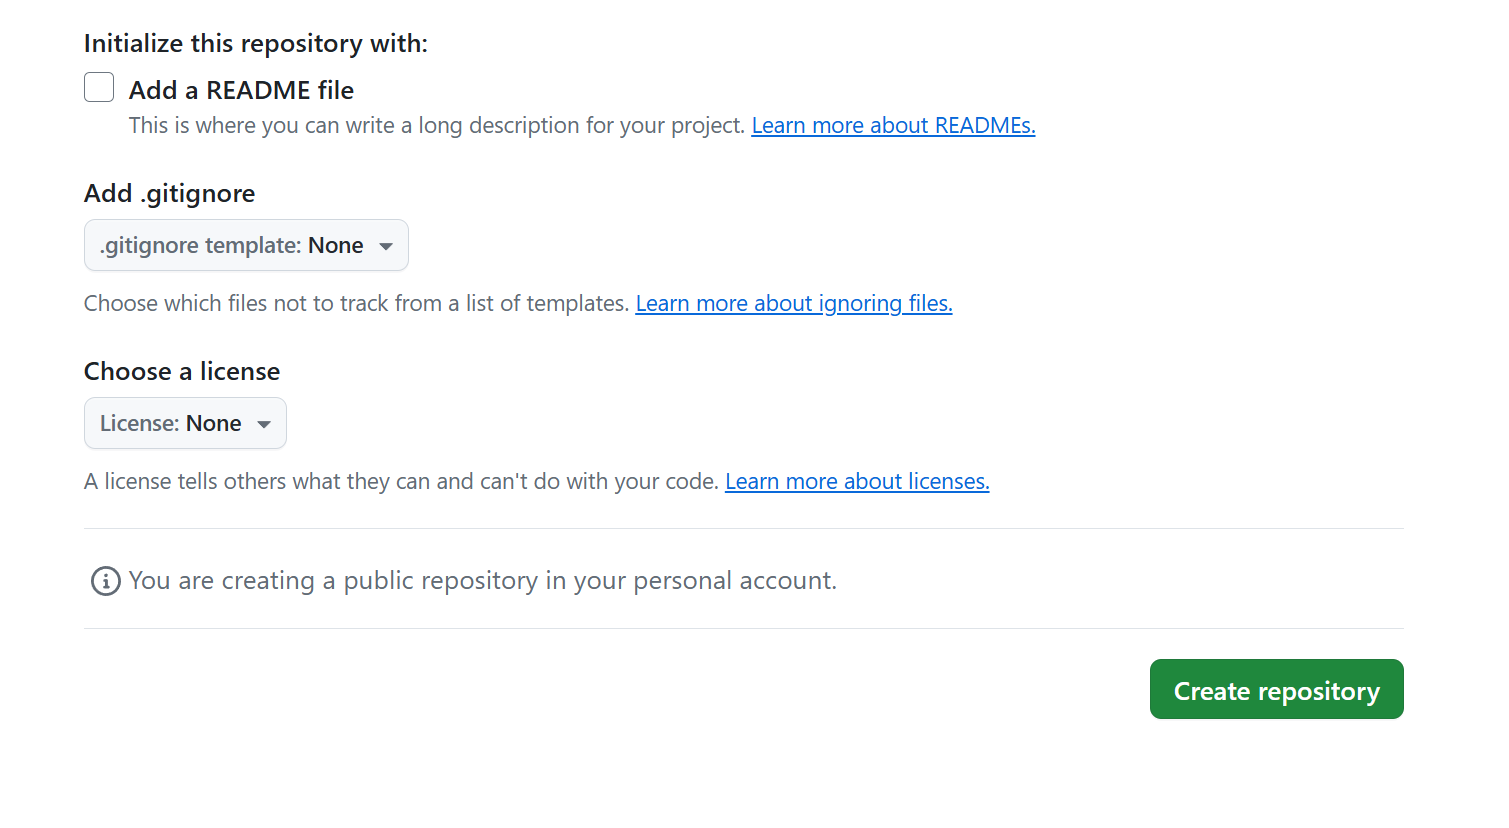 Initialize this repository with:
Add a README file
This is where you can write a long description for your project. Learn more about READMEs.
Add .gitignore
.gitignore template: None
Choose which files not to track from a list of templates. Learn more about ignoring files.
Choose a license
License: None
A license tells others what they can and can't do with your code. Learn more about licenses.
You are creating a public repository in your personal account.
Create repository